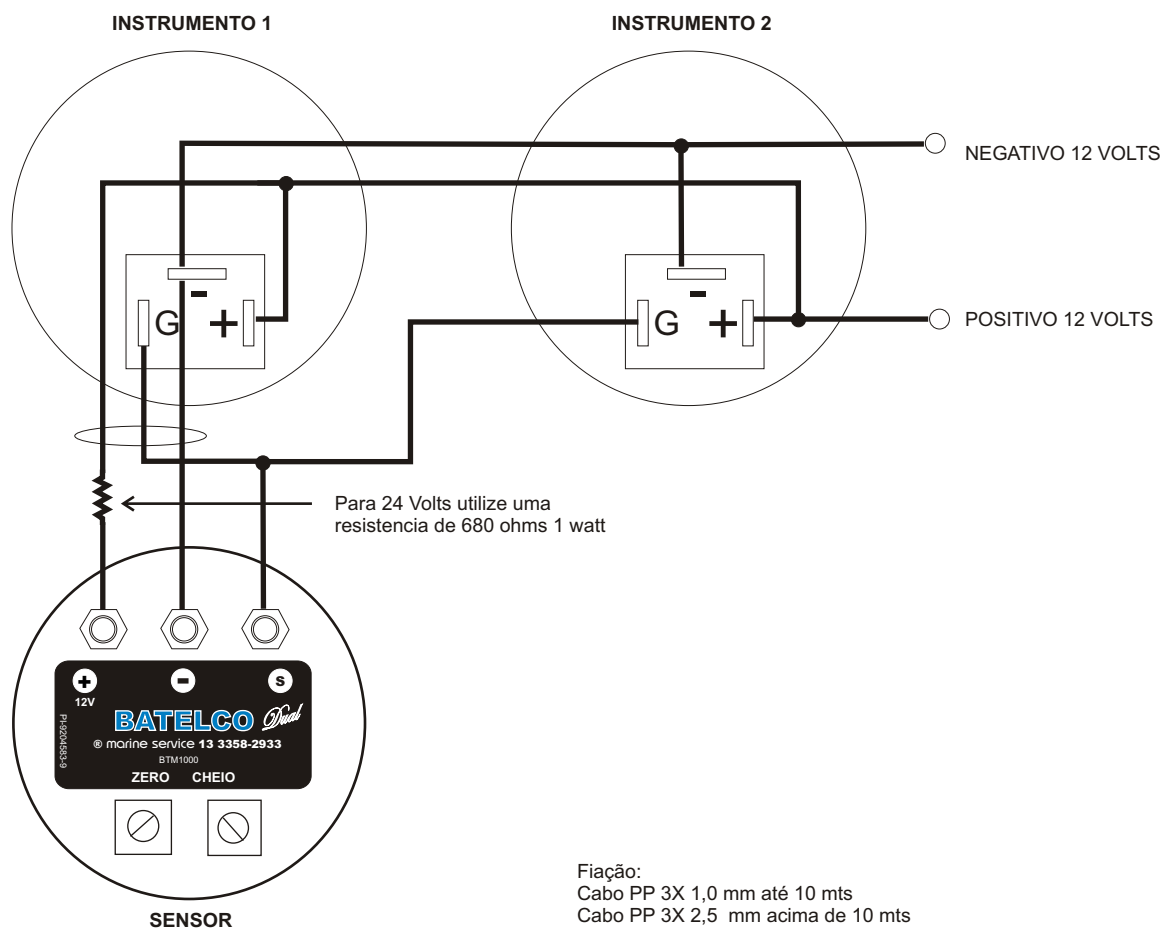 INSTRUMENTO 1
INSTRUMENTO 2
NEGATIVO 12 VOLTS
-
G +
-
G +
POSITIVO 12 VOLTS
Para 24 Volts utilize uma
resistencia de 680 ohms 1 watt
+ - S
12V
PI-9204583-9
BATELCO Dual
® marine service 13 3358-2933
BTM1000
ZERO CHEIO
SENSOR
Fiação:
Cabo PP 3X 1,0 mm até 10 mts
Cabo PP 3X 2,5 mm acima de 10 mts